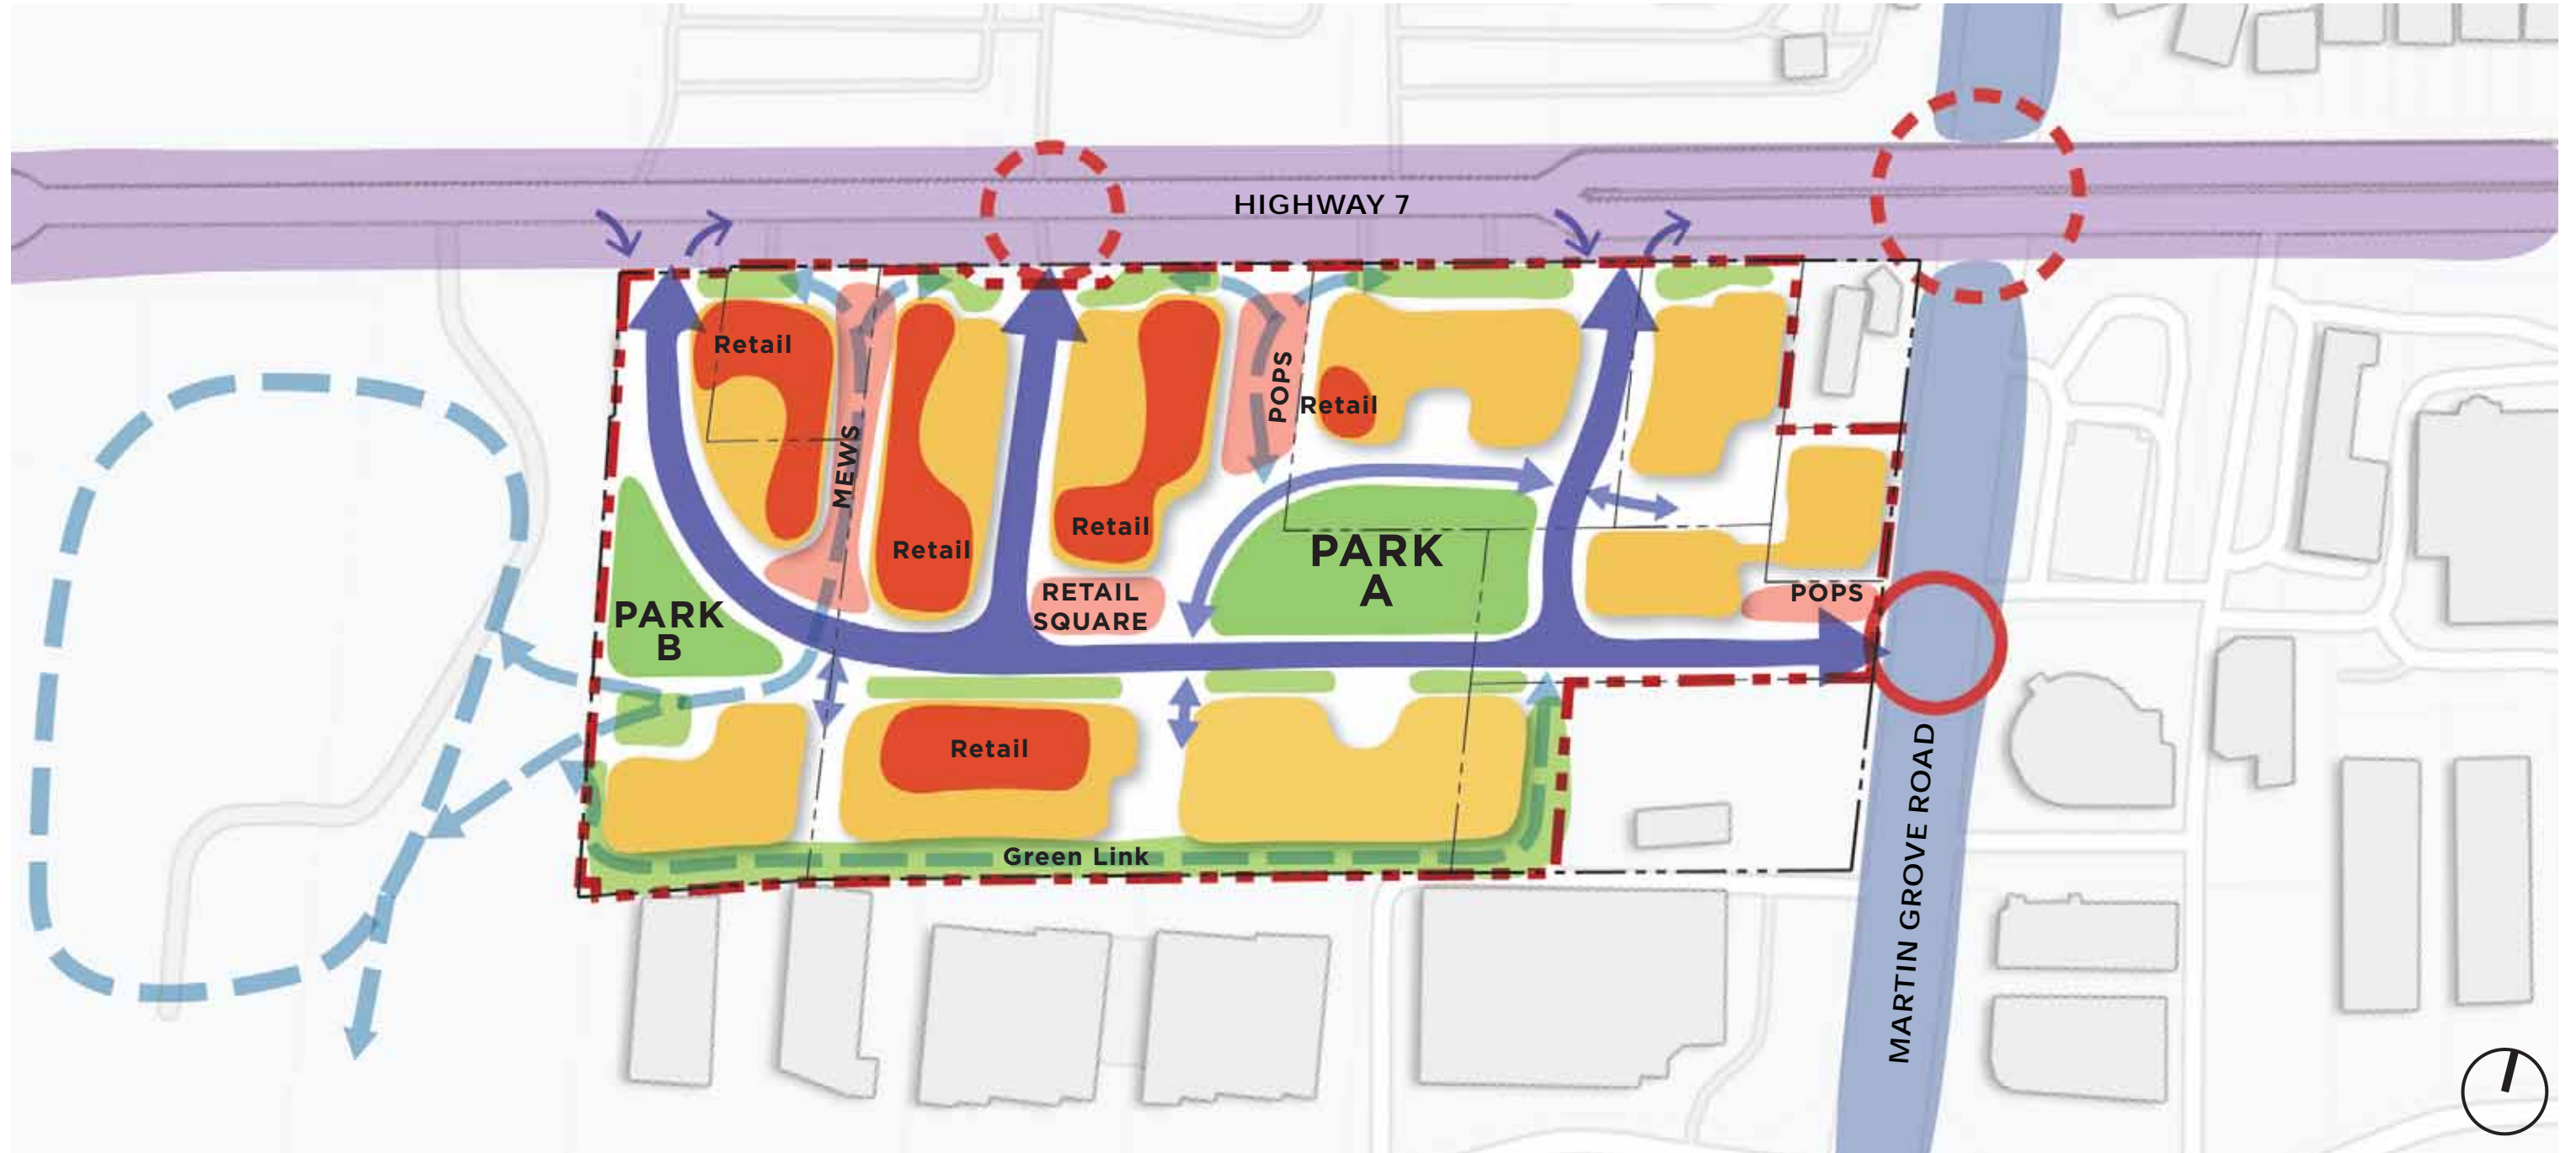 HIGHWAY 7
Retail
POPS
Retail
MEWS
Retail
Retail
PARK
A
RETAIL
SQUARE
POPS
PARK
B
Retail
Green Link
MARTIN GROVE ROAD